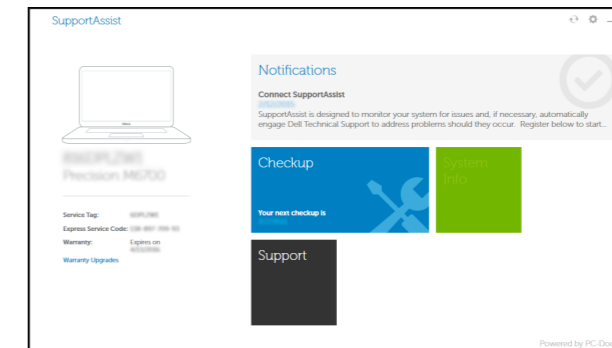 SupportAssist
Notifications
Connect SupportAssist
SupportAssist is designed to monitor your system for issues and, if necessary, automatically
engage Dell Technical Support to address problems should they occur. Register below to start...
Precision M6700
Checkup
System
Info
Your next checkup is
Service Tag:
Express Service Code:
Warranty: Expires on
Warranty Upgrades
Support
Powered by PC-Doc